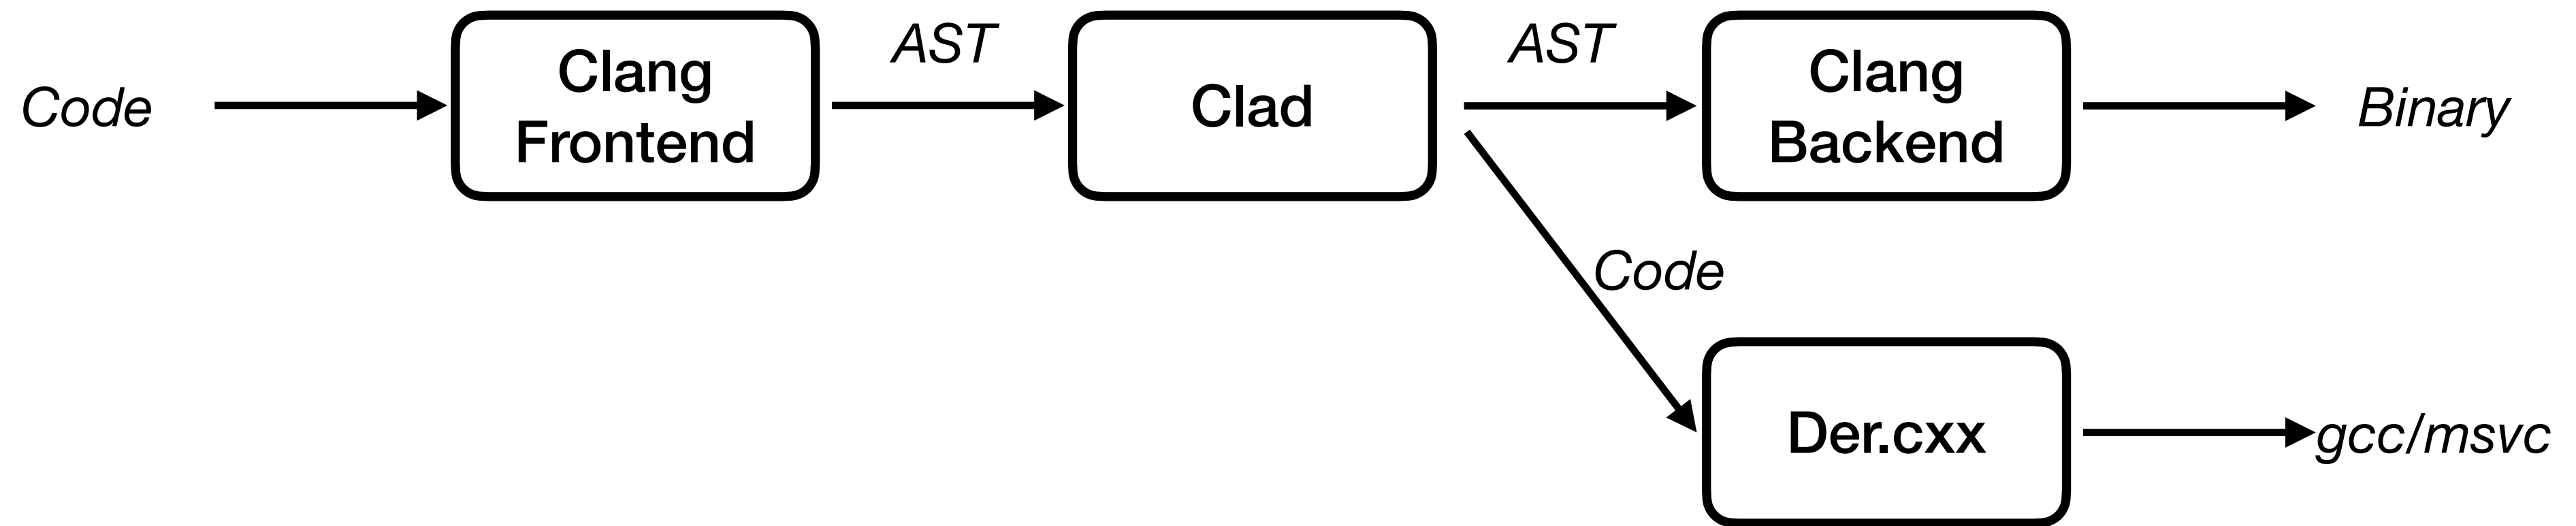 Code
Clang
Frontend
AST
Clad
AST
Clang
Backend
Binary
Code
Der.cxx
gcc/msvc